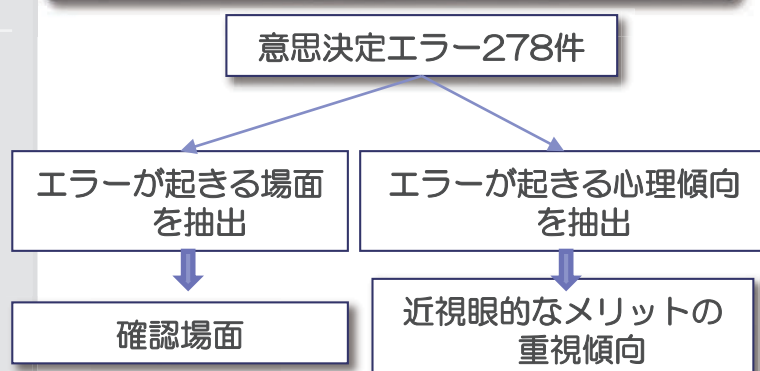 意思決定エラー278件
エラーが起きる場面
を抽出
エラーが起きる心理傾向
を抽出
確認場面
近視眼的なメリットの
重視傾向